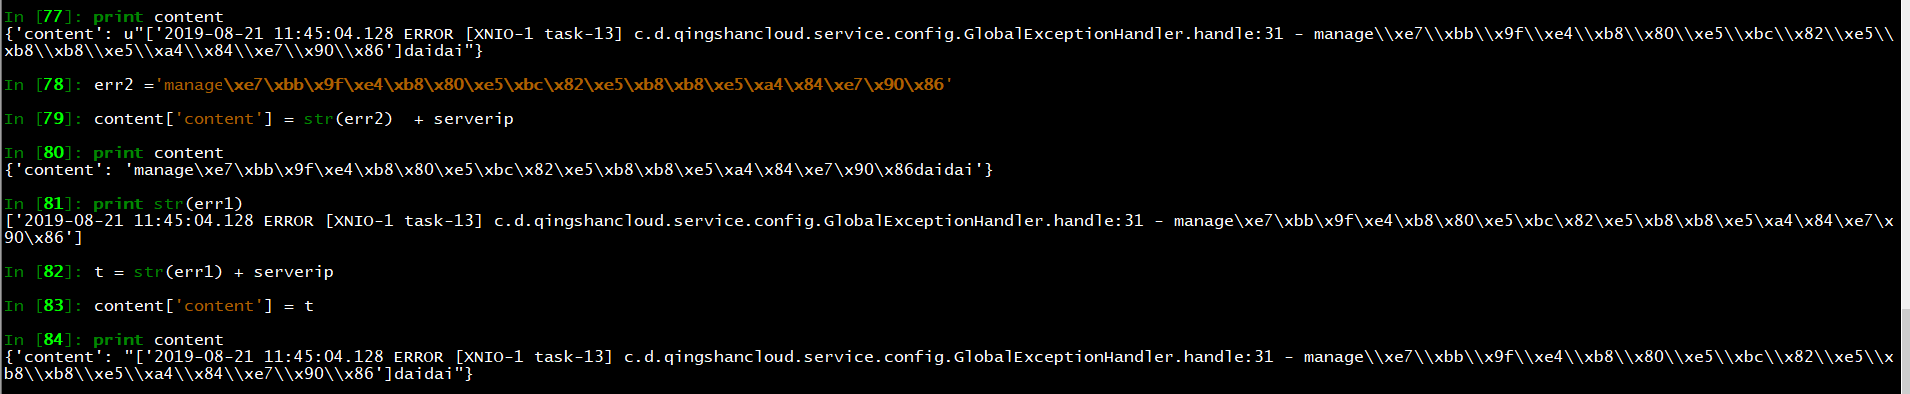 In [77]: print content
{'content': u"['2019-08-21 11:45:04.128 ERROR [XNIO-1 task-13] c.d.qingshancloud.service.config.GlobalExceptionHandler.handle:31 - manage\\xe7\\xbb\\x9f\\xe4\\xb8\\x80\\xe5\\xbc\\x82\\xe5\\
xb8\\xb8\\xe5\\xa4\\x84\\xe7\\x90\\x86']daidai"}
In [78]: err2 ='manage\xe7\xbb\x9f\xe4\xb8\x80\xe5\xbc\x82\xe5\xb8\xb8\xe5\xa4\x84\xe7\x90\x86'
In [79]: content['content'] = str(err2)  + serverip
In [80]: print content
{'content': 'manage\xe7\xbb\x9f\xe4\xb8\x80\xe5\xbc\x82\xe5\xb8\xb8\xe5\xa4\x84\xe7\x90\x86daidai'}
In [81]: print str(err1)
['2019-08-21 11:45:04.128 ERROR [XNIO-1 task-13] c.d.qingshancloud.service.config.GlobalExceptionHandler.handle:31 - manage\xe7\xbb\x9f\xe4\xb8\x80\xe5\xbc\x82\xe5\xb8\xb8\xe5\xa4\x84\xe7\x
90\x86']
In [82]: t = str(err1) + serverip
In [83]: content['content'] = t
In [84]: print content
{'content': "['2019-08-21 11:45:04.128 ERROR [XNIO-1 task-13] c.d.qingshancloud.service.config.GlobalExceptionHandler.handle:31 - manage\\xe7\\xbb\\x9f\\xe4\\xb8\\x80\\xe5\\xbc\\x82\\xe5\\x
b8\\xb8\\xe5\\xa4\\x84\\xe7\\x90\\x86']daidai"}